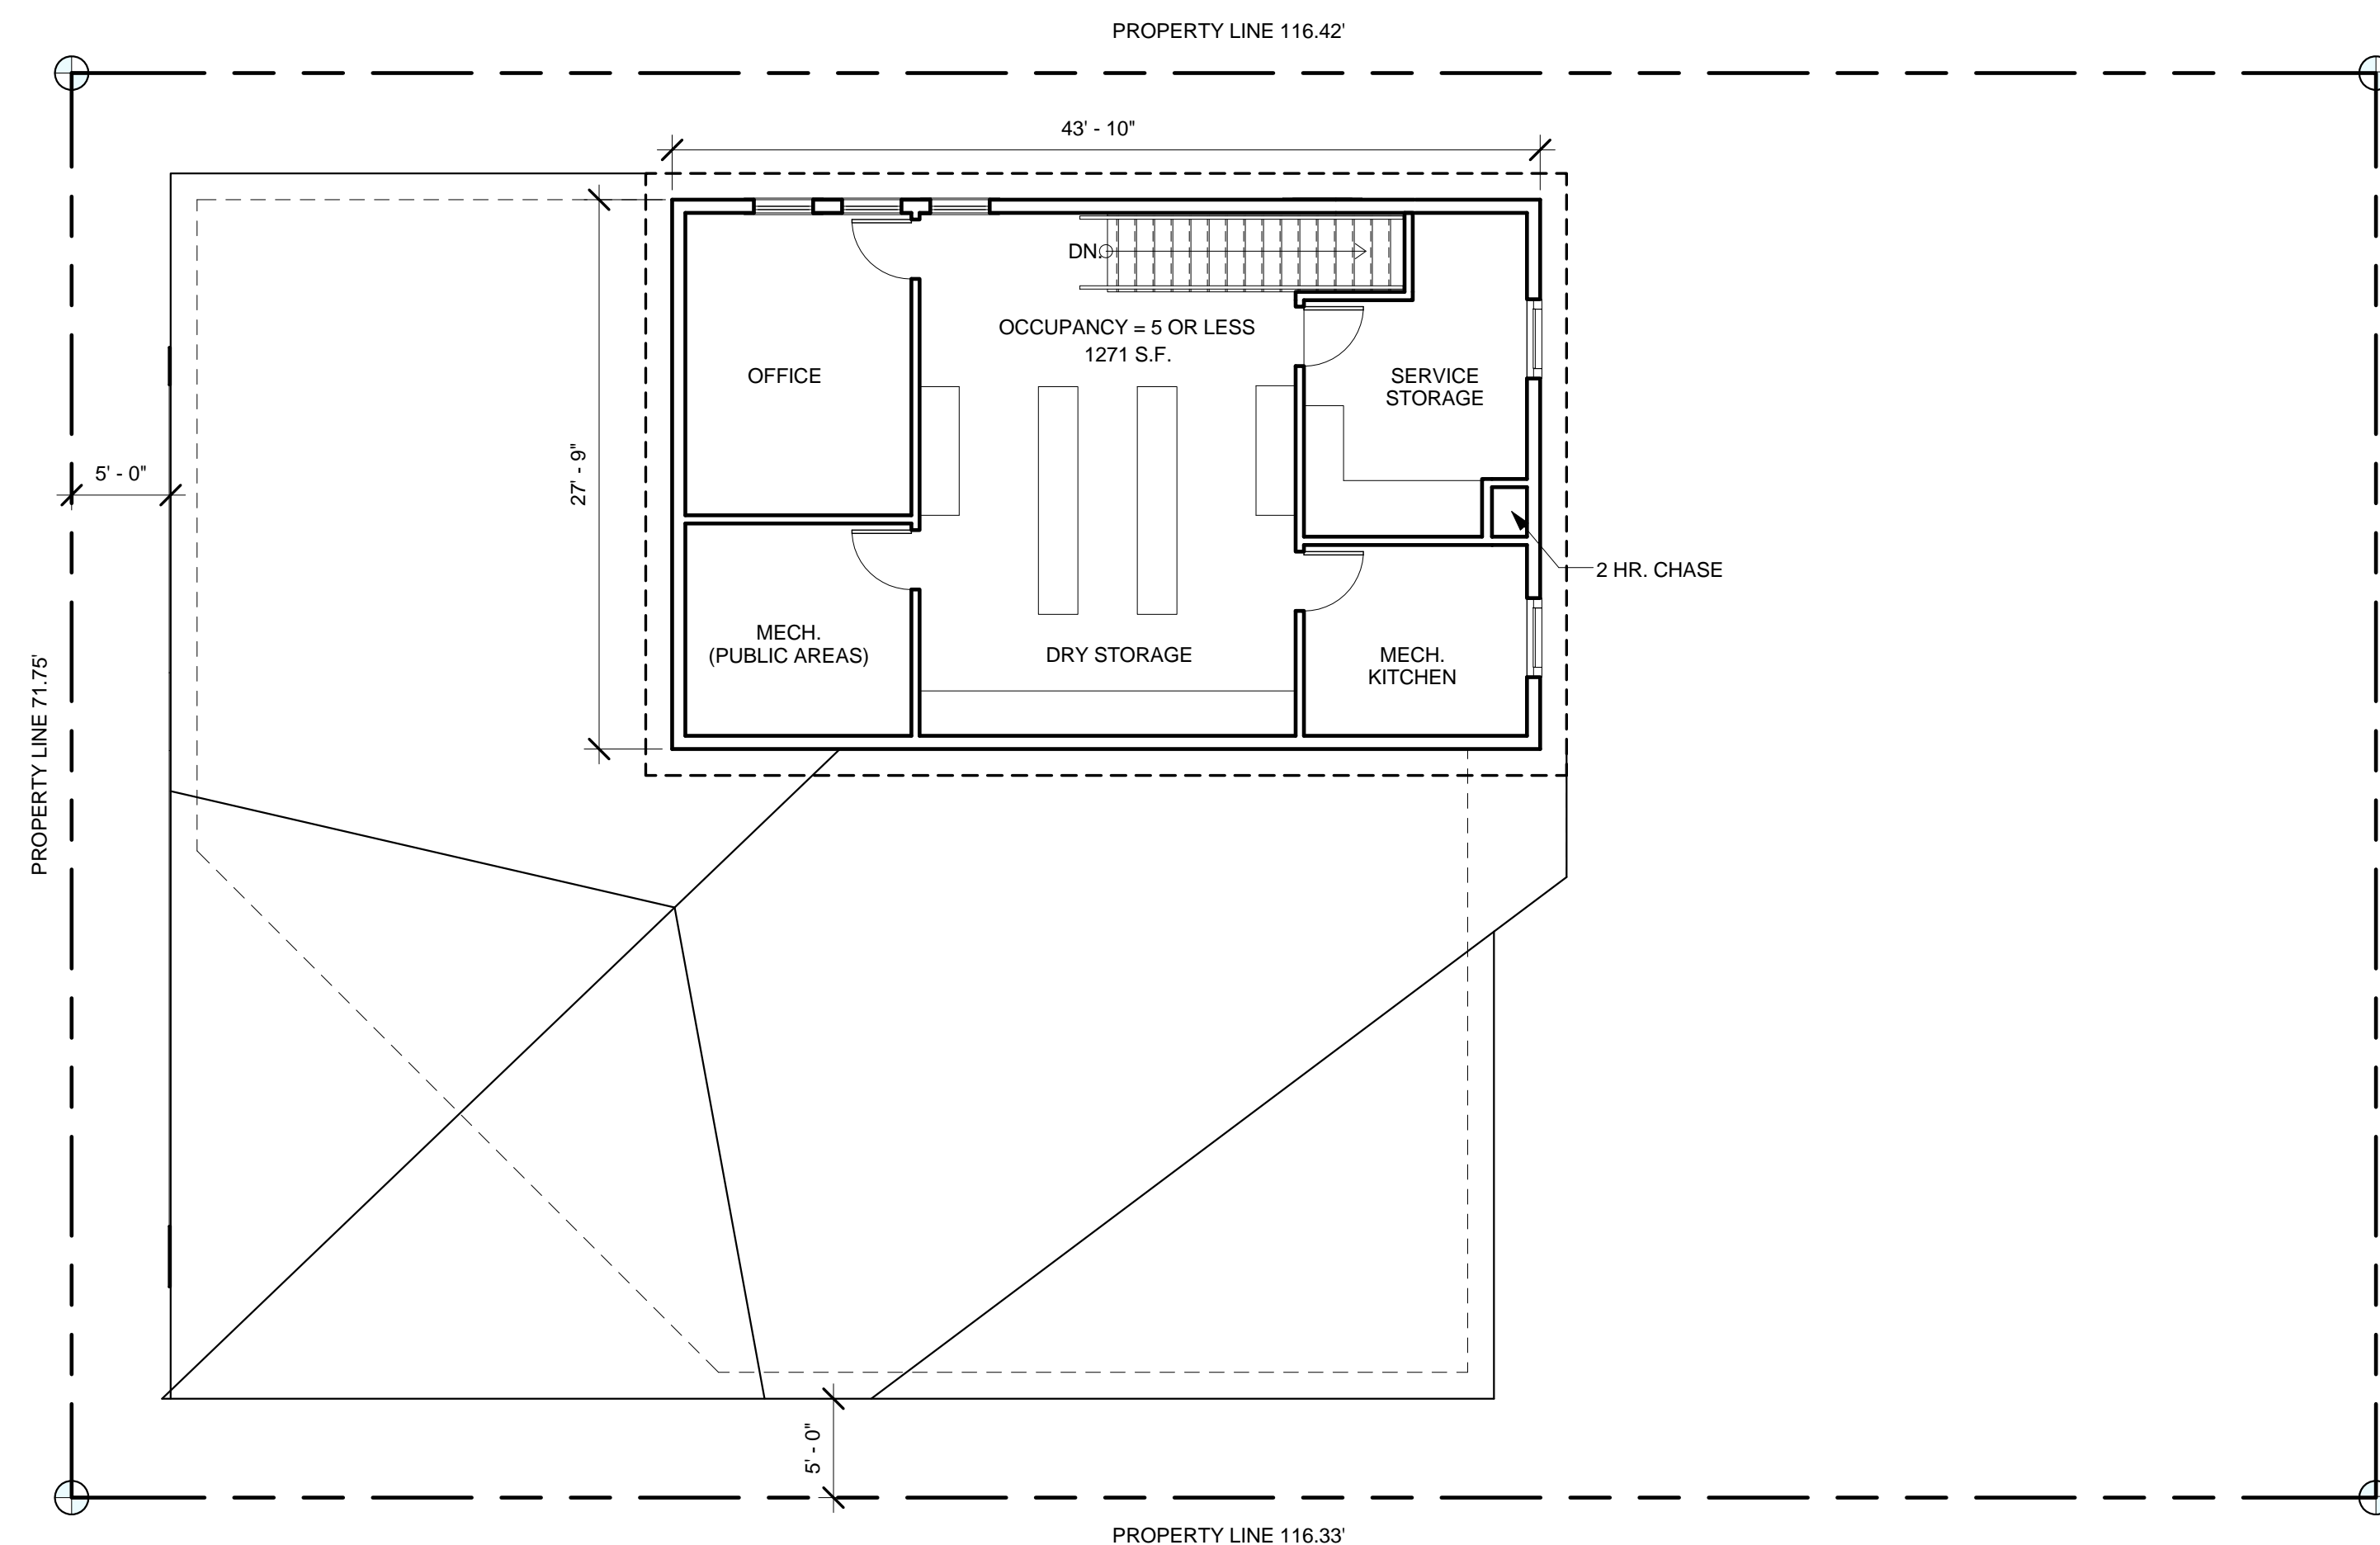 PROPERTY LINE 116.42'
43' - 10"
DN.
OCCUPANCY = 5 OR LESS
1271 S.F.
OFFICE
SERVICE
STORAGE
5' - 0"
27' - 9"
2 HR. CHASE
MECH.
(PUBLIC AREAS)
DRY STORAGE
MECH.
KITCHEN
PROPERTY LINE 71.75'
5' - 0"
PROPERTY LINE 116.33'